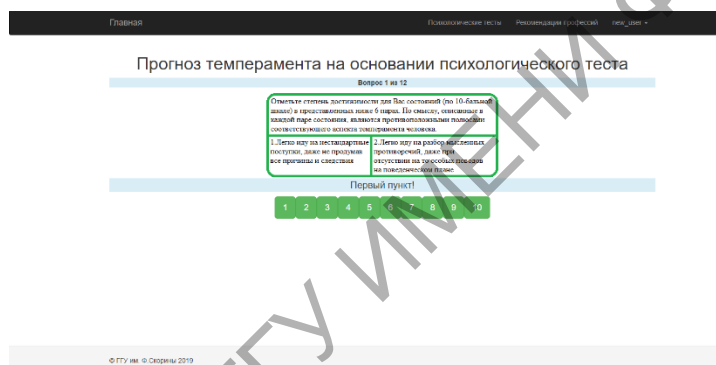 Главная Психологические тесты Рекомендация профессий new_user
Прогноз темперамента на основании психологического теста
Вопрос 1 из 12
Отметьте степень достижимости для Вас состояний (по 10-бальной
шкале) в представленных ниже 6 парах. По смыслу, описанные в
каждой паре состояния, являются противоположными полюсами
соответствующего аспекта темперамента человека.
1.Легко иду на нестандартные
поступки, даже не продумав
все причины и следствия
2.Легко иду на разбор мысленных
противоречий, даже при
отсутствии на то особых поводов
на поведенческом плане
Первый пункт!
1 2 3 4 5 6 7 8 9 10
© ГГУ им. Ф.Скорины 2019
ГГУ ИМЕНИ Ф